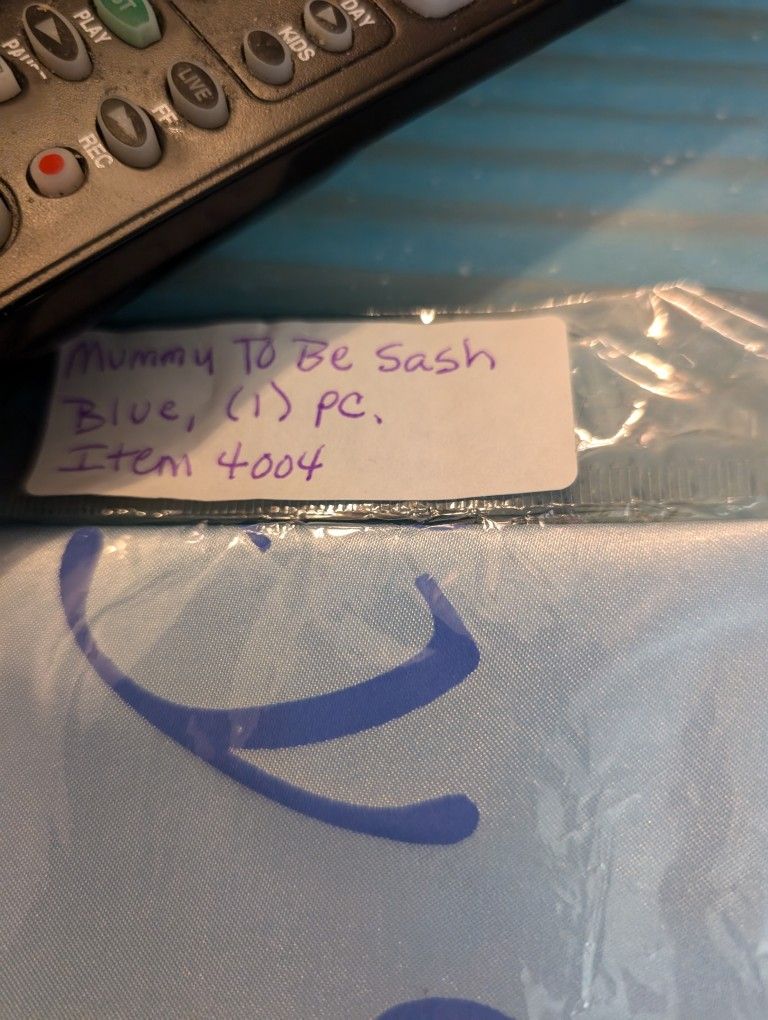 PLAY
KIDS
DAY
LIVE
FF
REC
Mummy To Be Sash
Blue, (1) pc.
Item 4004